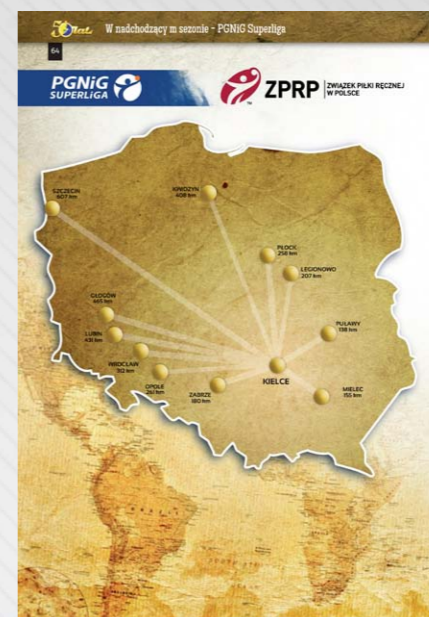 50 lat
W nadchodzący m sezonie - PGNiG Superliga
64
PGNiG
SUPERLIGA
ZPRP
ZWIĄZEK PIŁKI RĘCZNEJ
W POLSCE
SZCZECIN
607 km
KWIDZYN
408 km
PŁOCK
258 km
LEGIONOWO
207 km
GŁOGÓW
465 km
LUBIN
431 km
PUŁAWY
138 km
WROCŁAW
KIELCE
OPOLE
261 km
ZABRZE
180 km
MIELEC
155 km